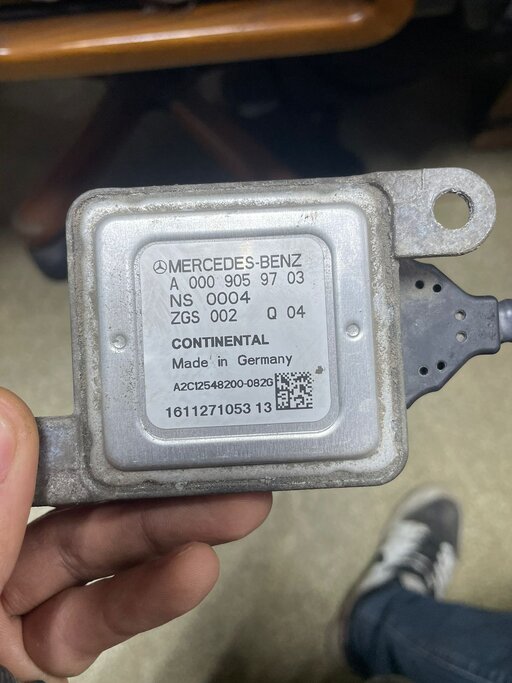 MERCEDES-BENZ
A 000 905 97 03
NS 0004
ZGS 002 Q 04
CONTINENTAL
Made in Germany
A2C12548200-082G
1611271053 13